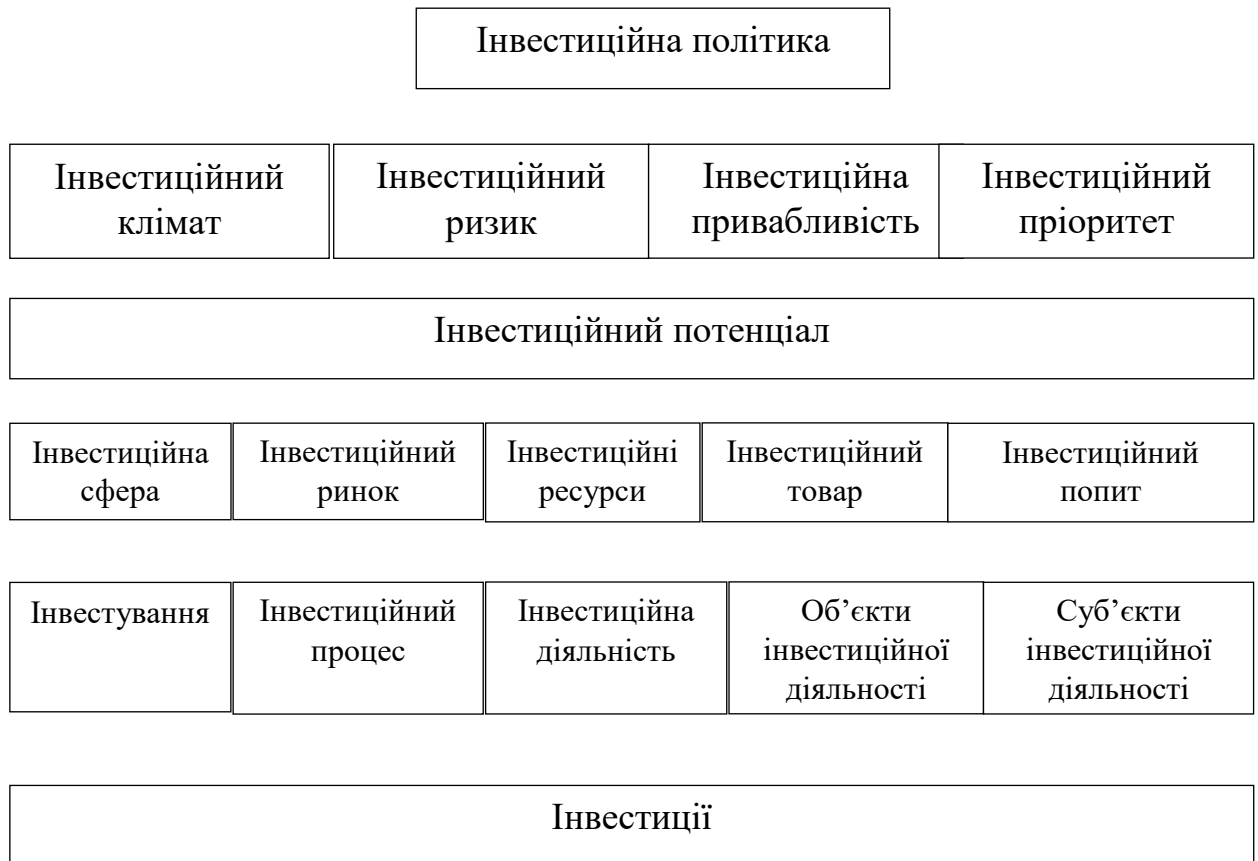 Інвестиційна політика
Інвестиційний
клімат
Інвестиційний
ризик
Інвестиційна
привабливість
Інвестиційний
пріоритет
Інвестиційний потенціал
Інвестиційна
сфера
Інвестиційний
ринок
Інвестиційні
ресурси
Інвестиційний
товар
Інвестиційний
попит
Інвестування
Інвестиційний
процес
Інвестиційна
діяльність
Об’єкти
інвестиційної
діяльності
Суб’єкти
інвестиційної
діяльності
Інвестиції